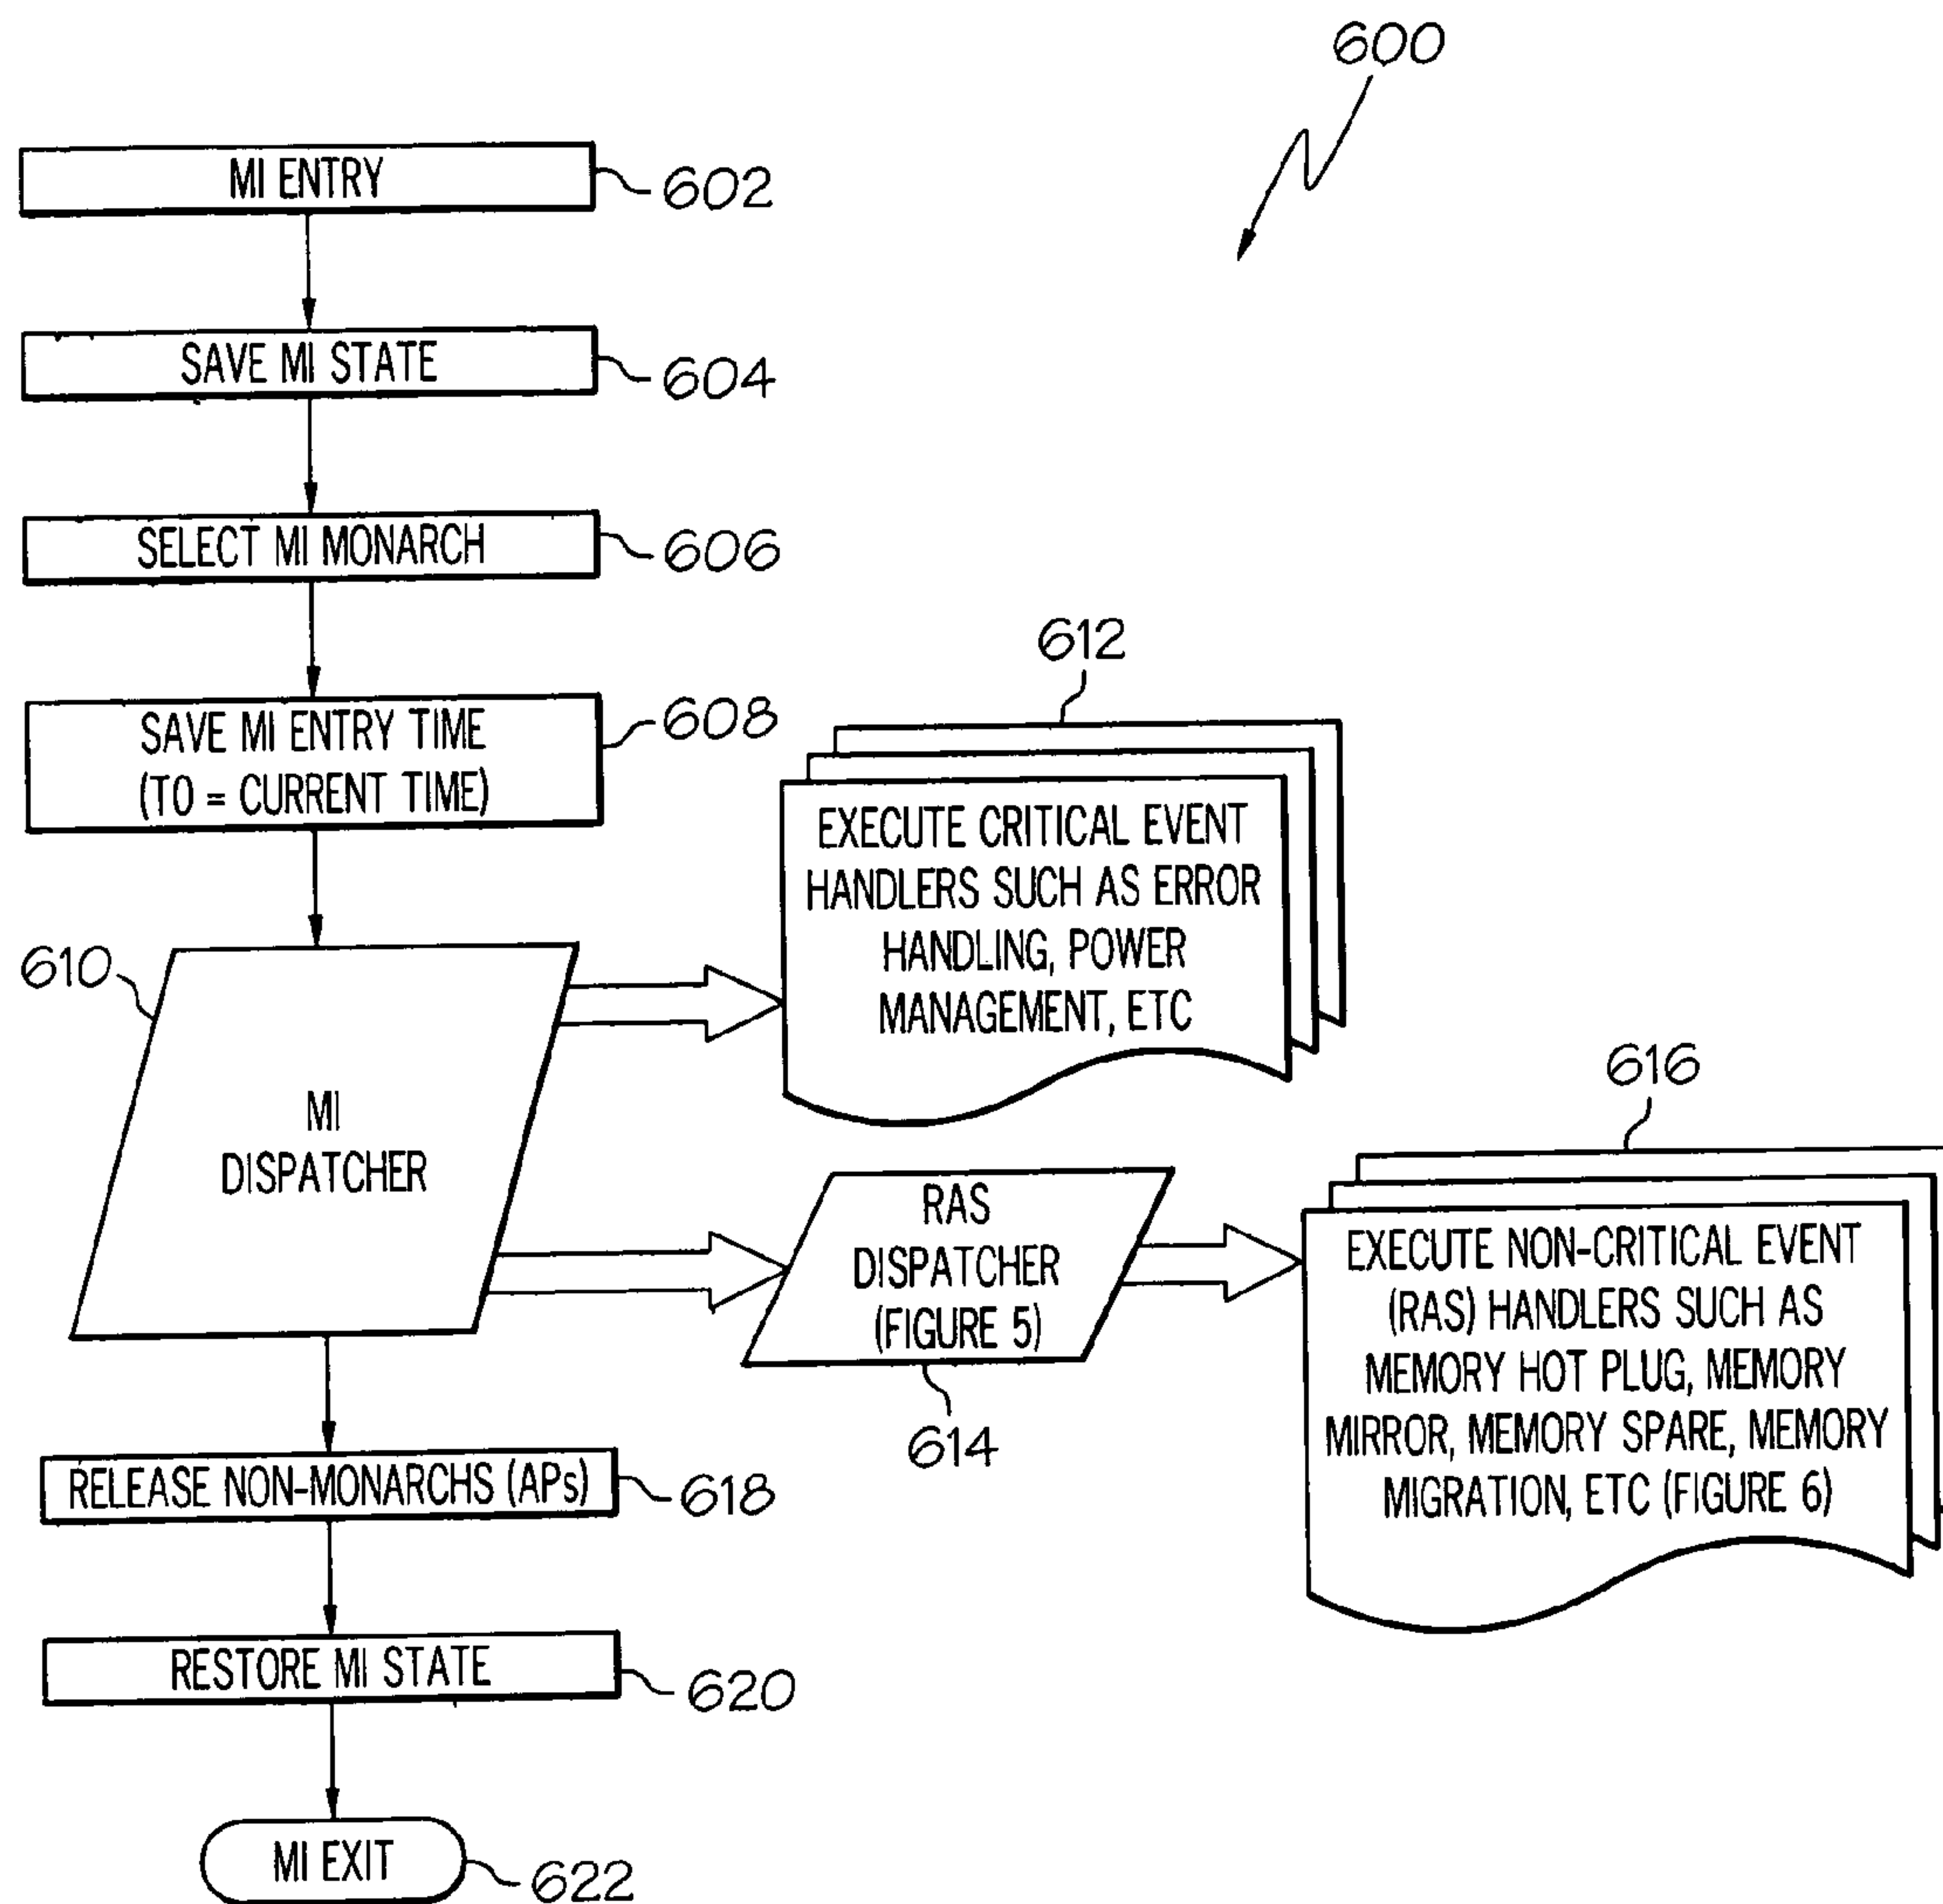 600
MI ENTRY
602
SAVE MI STATE
604
SELECT MI MONARCH
606
SAVE MI ENTRY TIME
(TO = CURRENT TIME)
608
610
MI
DISPATCHER
612
EXECUTE CRITICAL EVENT
HANDLERS SUCH AS ERROR
HANDLING, POWER
MANAGEMENT, ETC
RAS
DISPATCHER
(FIGURE 5)
614
616
EXECUTE NON-CRITICAL EVENT
(RAS) HANDLERS SUCH AS
MEMORY HOT PLUG, MEMORY
MIRROR, MEMORY SPARE, MEMORY
MIGRATION, ETC (FIGURE 6)
RELEASE NON-MONARCHS (APs)
618
RESTORE MI STATE
620
MI EXIT
622